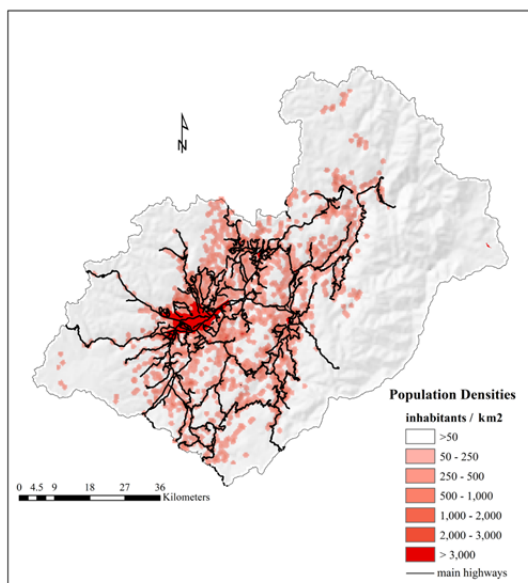 N
Population Densities
inhabitants / km2
>50
50 - 250
250 - 500
500 - 1,000
1,000 - 2,000
2,000 - 3,000
> 3,000
main highways
0 4.5 9 18 27 36
Kilometers